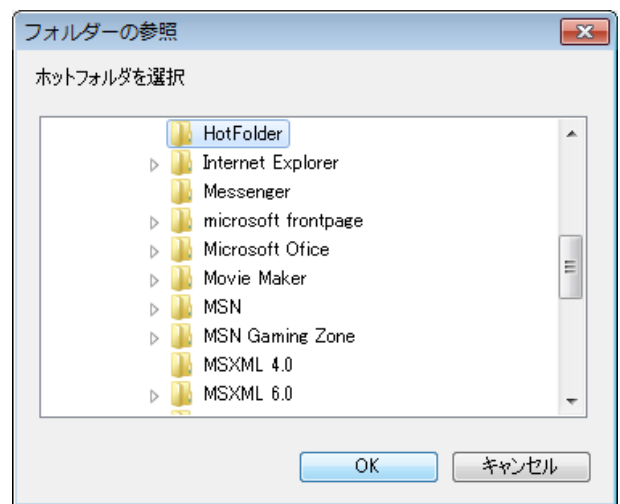 フォルダーの参照
ホットフォルダを選択
HotFolder
Internet Explorer
Messenger
microsoft frontpage
Microsoft Ofice
Movie Maker
MSN
MSN Gaming Zone
MSXML 4.0
MSXML 6.0
OK キャンセル